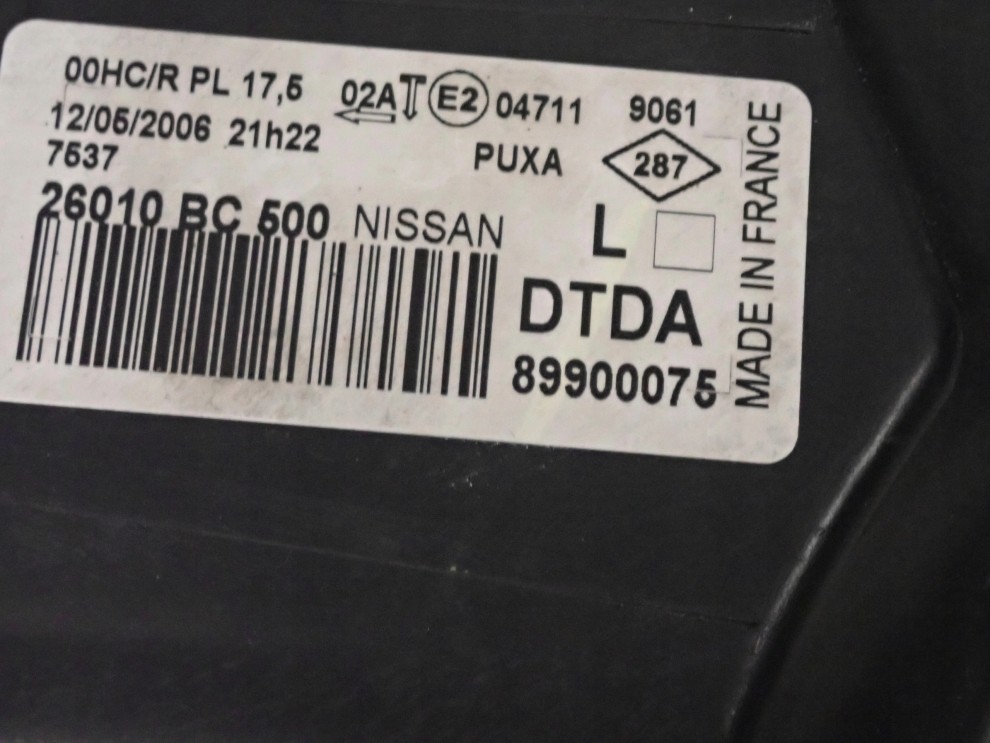 00HC/R PL 17,5 02A E2 04711 9061
12/05/2006 21h22
7537 PUXA 287
26010 BC 500 NISSAN L
DTDA
89900075
MADE IN FRANCE